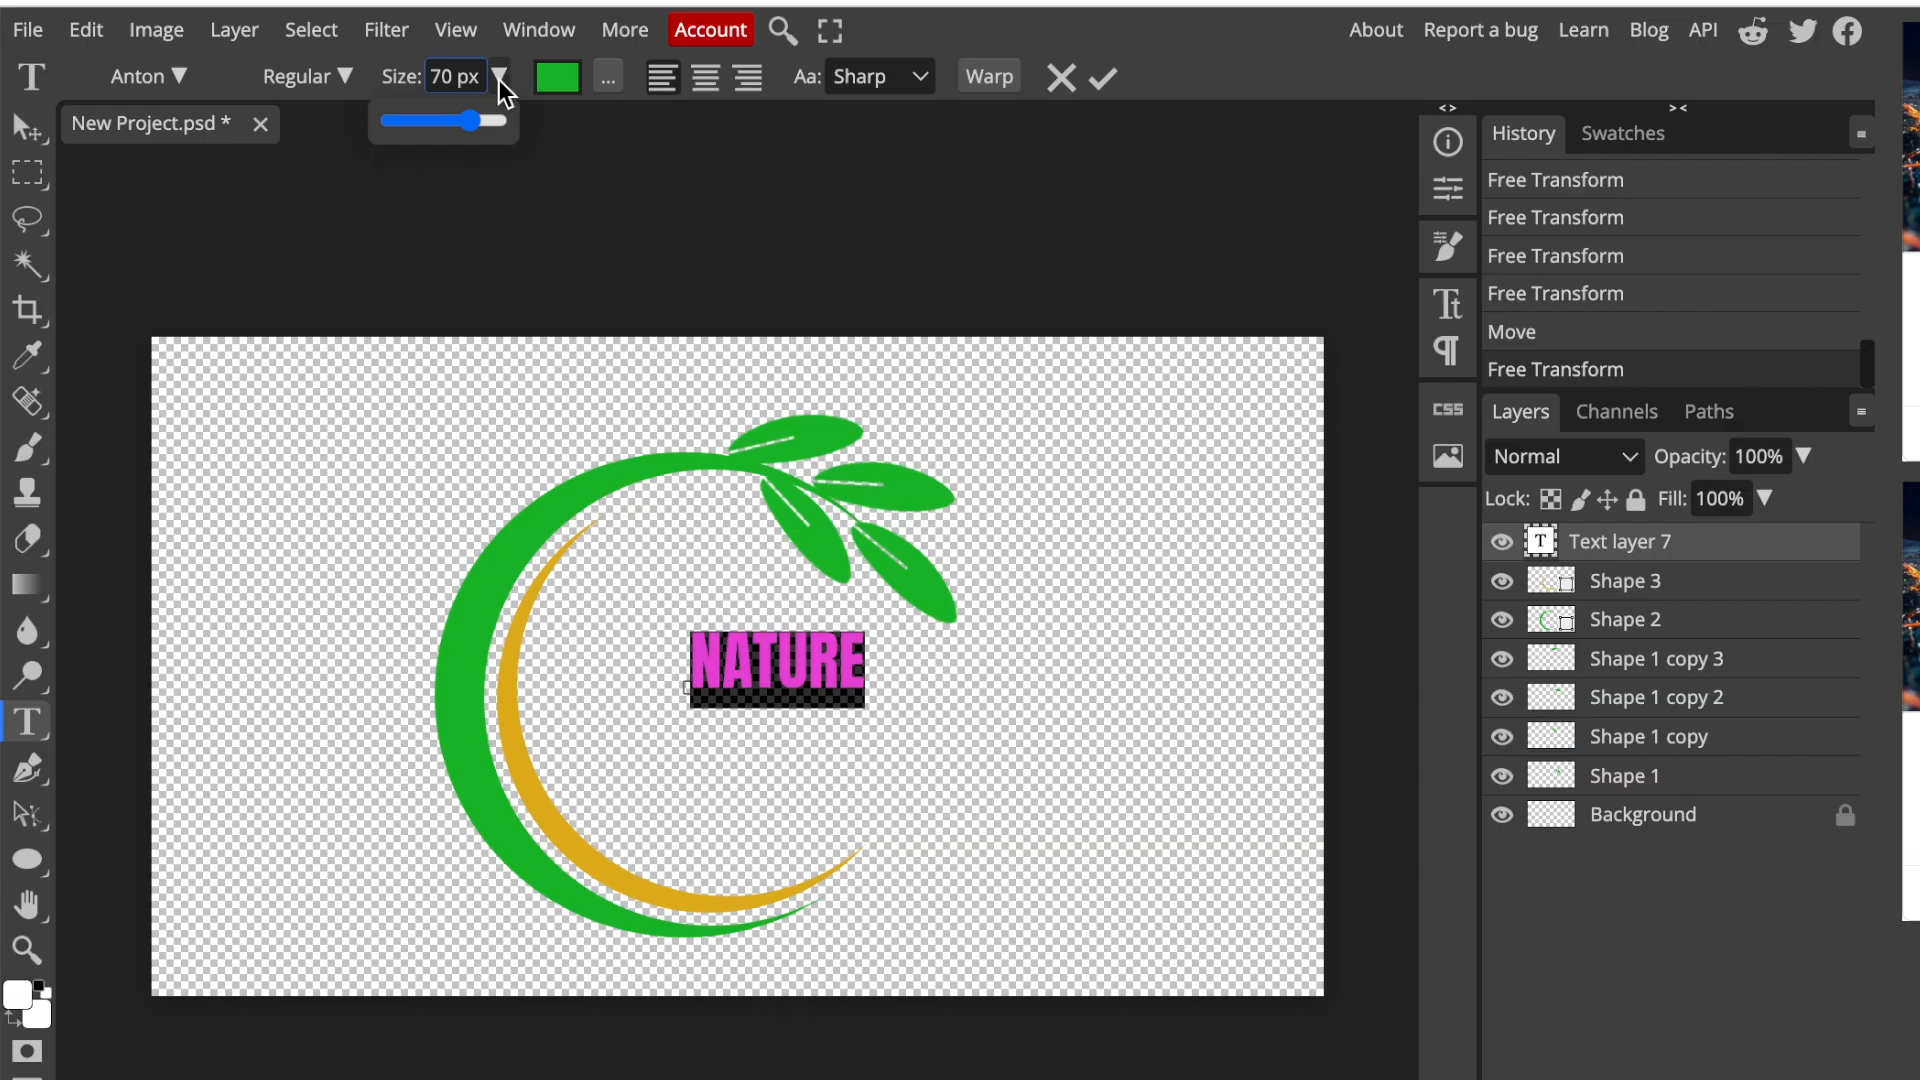 File Edit Image Layer Select Filter View Window More Account About Report a bug Learn Blog API
T Anton ▼ Regular ▼ Size: 70 px ▼ ... Aa: Sharp Warp
New Project.psd *
History Swatches
Free Transform
Free Transform
Free Transform
Free Transform
Move
Free Transform
Tt
¶
CSS
Layers Channels Paths
Normal Opacity: 100% ▼
Lock: Fill: 100% ▼
T Text layer 7
Shape 3
Shape 2
Shape 1 copy 3
Shape 1 copy 2
Shape 1 copy
Shape 1
Background
NATURE
T